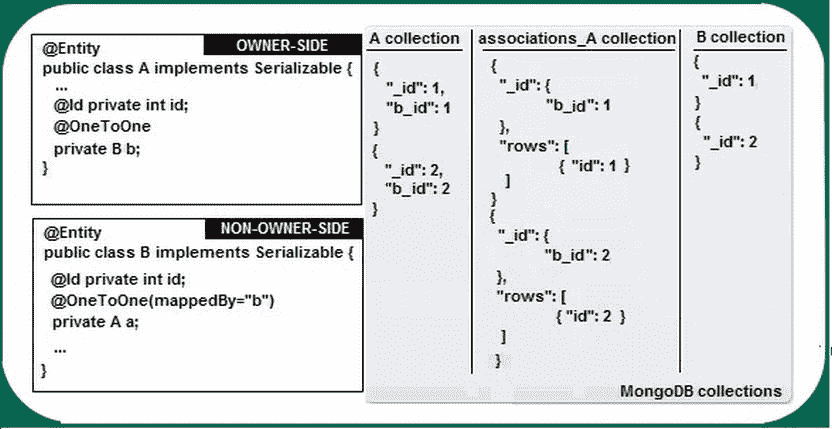 @Entity
OWNER-SIDE
public class A implements Serializable {
...
@Id private int id;
@OneToOne
private B b;
}
@Entity
NON-OWNER-SIDE
public class B implements Serializable {
@Id private int id;
@OneToOne(mappedBy="b")
private A a;
...
}
A collection
{
"_id": 1,
"b_id": 1
}
{
"_id": 2,
"b_id": 2
}
associations_A collection
{
"_id": {
"b_id": 1
},
"rows": [
{ "id": 1 }
]
}
{
"_id": {
"b_id": 2
},
"rows": [
{ "id": 2 }
]
}
B collection
{
"_id": 1
}
{
"_id": 2
}
MongoDB collections